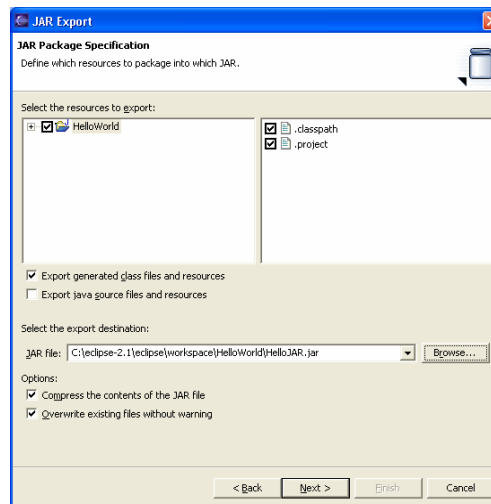 JAR Export
JAR Package Specification
Define which resources to package into which JAR.
Select the resources to export:
HelloWorld
.classpath
.project
Export generated class files and resources
Export java source files and resources
Select the export destination:
JAR file: C:\eclipse-2.1\eclipse\workspace\HelloWorld\HelloJAR.jar Browse...
Options:
Compress the contents of the JAR file
Overwrite existing files without warning
< Back Next > Finish Cancel